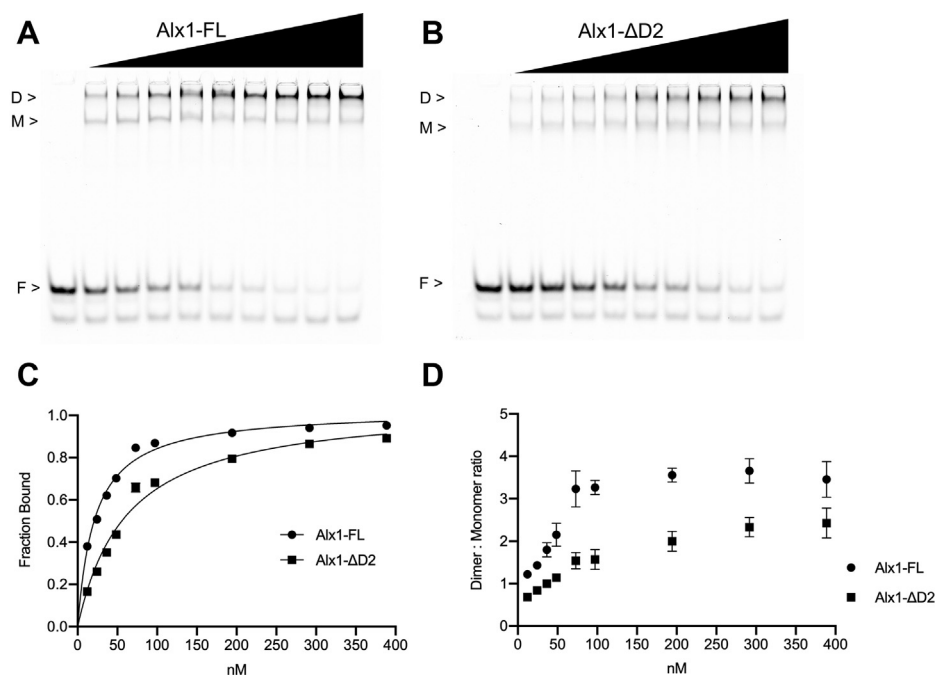 A
Alx1-FL
D >
M >
F >
B
Alx1-ΔD2
D >
M >
F >
C
Fraction Bound
1.0
0.8
0.6
0.4
0.2
0.0
0 50 100 150 200 250 300 350 400
nM
Alx1-FL
Alx1-ΔD2
D
Dimer : Monomer ratio
5
4
3
2
1
0
0 50 100 150 200 250 300 350 400
nM
Alx1-FL
Alx1-ΔD2